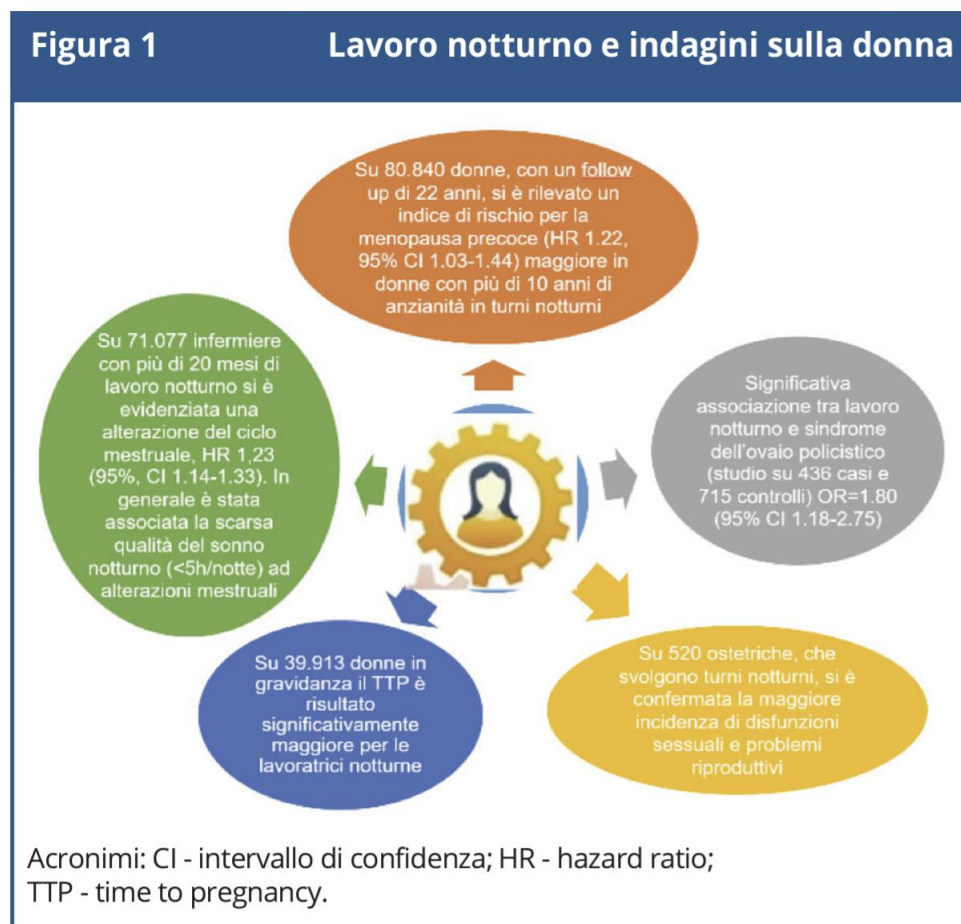 Figura 1
Lavoro notturno e indagini sulla donna
Su 80.840 donne, con un follow
up di 22 anni, si è rilevato un
indice di rischio per la
menopausa precoce (HR 1.22,
95% CI 1.03-1.44) maggiore in
donne con più di 10 anni di
anzianità in turni notturni
Su 71.077 infermiere
con più di 20 mesi di
lavoro notturno si è
evidenziata una
alterazione del ciclo
mestruale, HR 1,23
(95%, CI 1.14-1.33). In
generale è stata
associata la scarsa
qualità del sonno
notturno (<5h/notte) ad
alterazioni mestruali
Significativa
associazione tra lavoro
notturno e sindrome
dell'ovaio policistico
(studio su 436 casi e
715 controlli) OR=1.80
(95% CI 1.18-2.75)
Su 39.913 donne in
gravidanza il TTP è
risultato
significativamente
maggiore per le
lavoratrici notturne
Su 520 ostetriche, che
svolgono turni notturni, si è
confermata la maggiore
incidenza di disfunzioni
sessuali e problemi
riproduttivi
Acronimi: CI - intervallo di confidenza; HR - hazard ratio;
TTP - time to pregnancy.